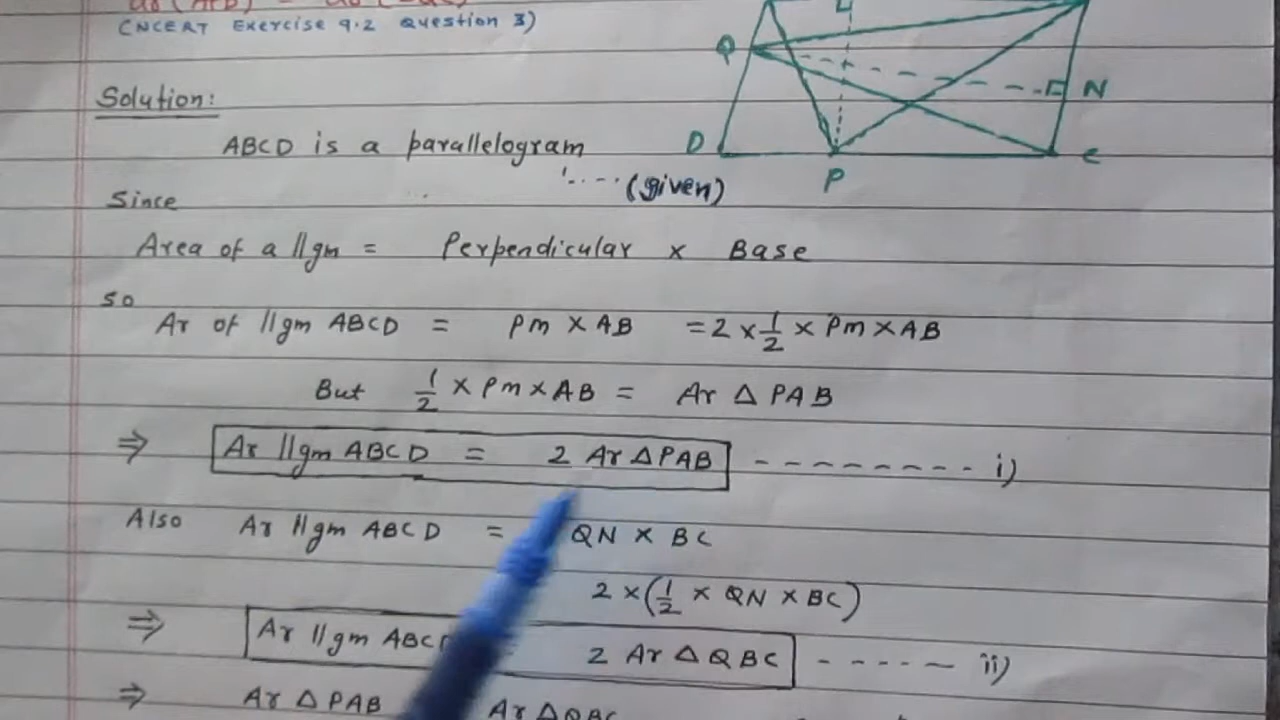 (NCERT Exercise 9.2 Question 3)
Q
N
Solution:
D
C
ABCD is a parallelogram
..... (given)
P
Since
Area of a ||gm = Perpendicular x Base
so
Ar of ||gm ABCD = PM X AB = 2 x 1/2 x PM X AB
But 1/2 x PM X AB = Ar Δ PAB
⇒ Ar ||gm ABCD = 2 Ar Δ PAB --------- i)
Also Ar ||gm ABCD = QN X BC
2 x (1/2 x QN X BC)
⇒ Ar ||gm ABCD 2 Ar Δ QBC ----- ii)
⇒ Ar Δ PAB Ar Δ QBC